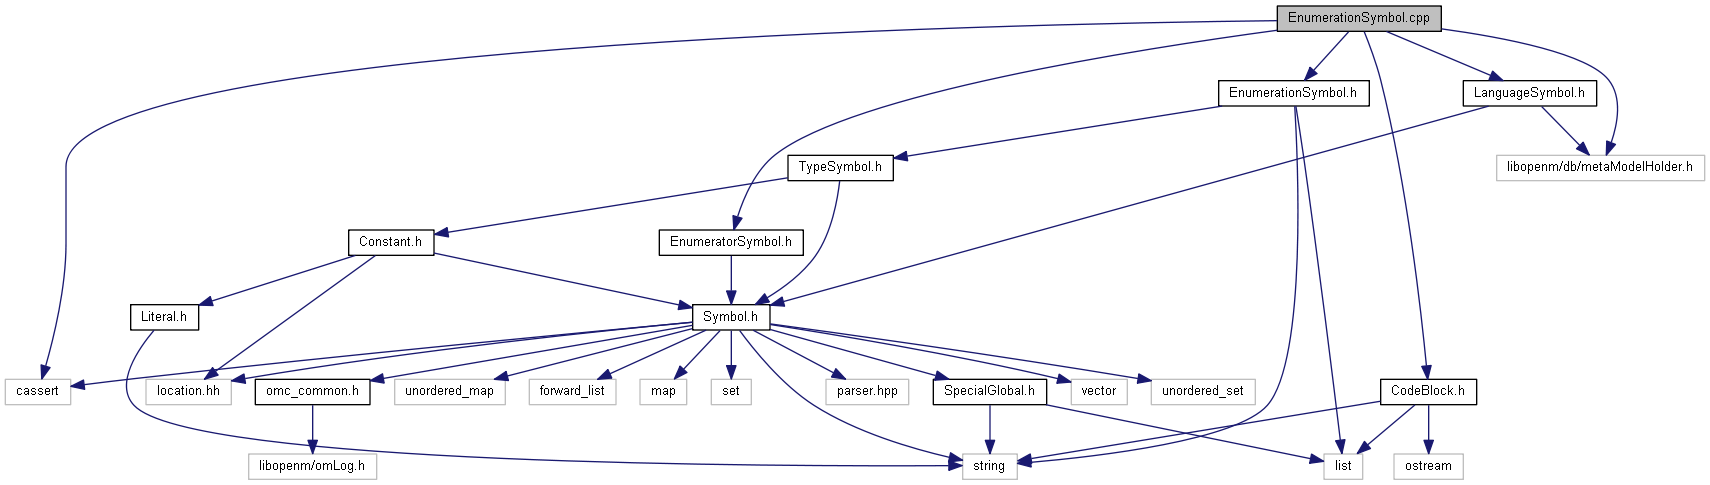 EnumerationSymbol.cpp
EnumerationSymbol.h
LanguageSymbol.h
TypeSymbol.h
libopenm/db/metaModelHolder.h
Constant.h
EnumeratorSymbol.h
Literal.h
Symbol.h
cassert
location.hh
omc_common.h
unordered_map
forward_list
map
set
parser.hpp
SpecialGlobal.h
vector
unordered_set
CodeBlock.h
libopenm/omLog.h
string
list
ostream